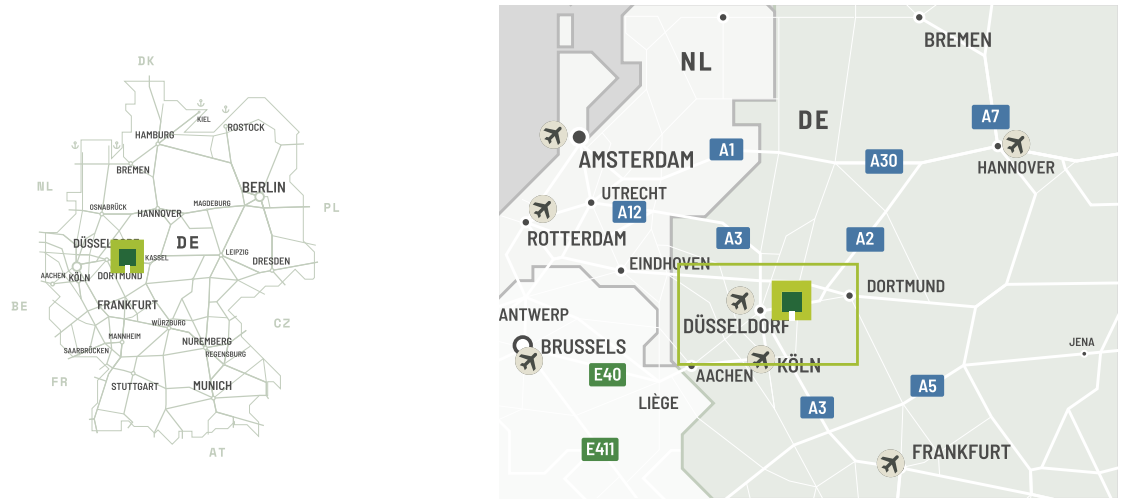 DK
KIEL
ROSTOCK
HAMBURG
BREMEN
NL
BERLIN
OSNABRÜCK
HANNOVER
MAGDEBURG
PL
DÜSSELDORF
DE
KASSEL
LEIPZIG
DRESDEN
AACHEN
KÖLN
DORTMUND
BE
FRANKFURT
WÜRZBURG
CZ
MANNHEIM
NUREMBERG
SAARBRÜCKEN
REGENSBURG
FR
STUTTGART
MUNICH
AT
BREMEN
NL
DE
A7
AMSTERDAM
A1
A30
HANNOVER
UTRECHT
A12
ROTTERDAM
A3
A2
EINDHOVEN
DORTMUND
ANTWERP
DÜSSELDORF
BRUSSELS
JENA
KÖLN
E40
AACHEN
A5
LIÈGE
A3
E411
FRANKFURT